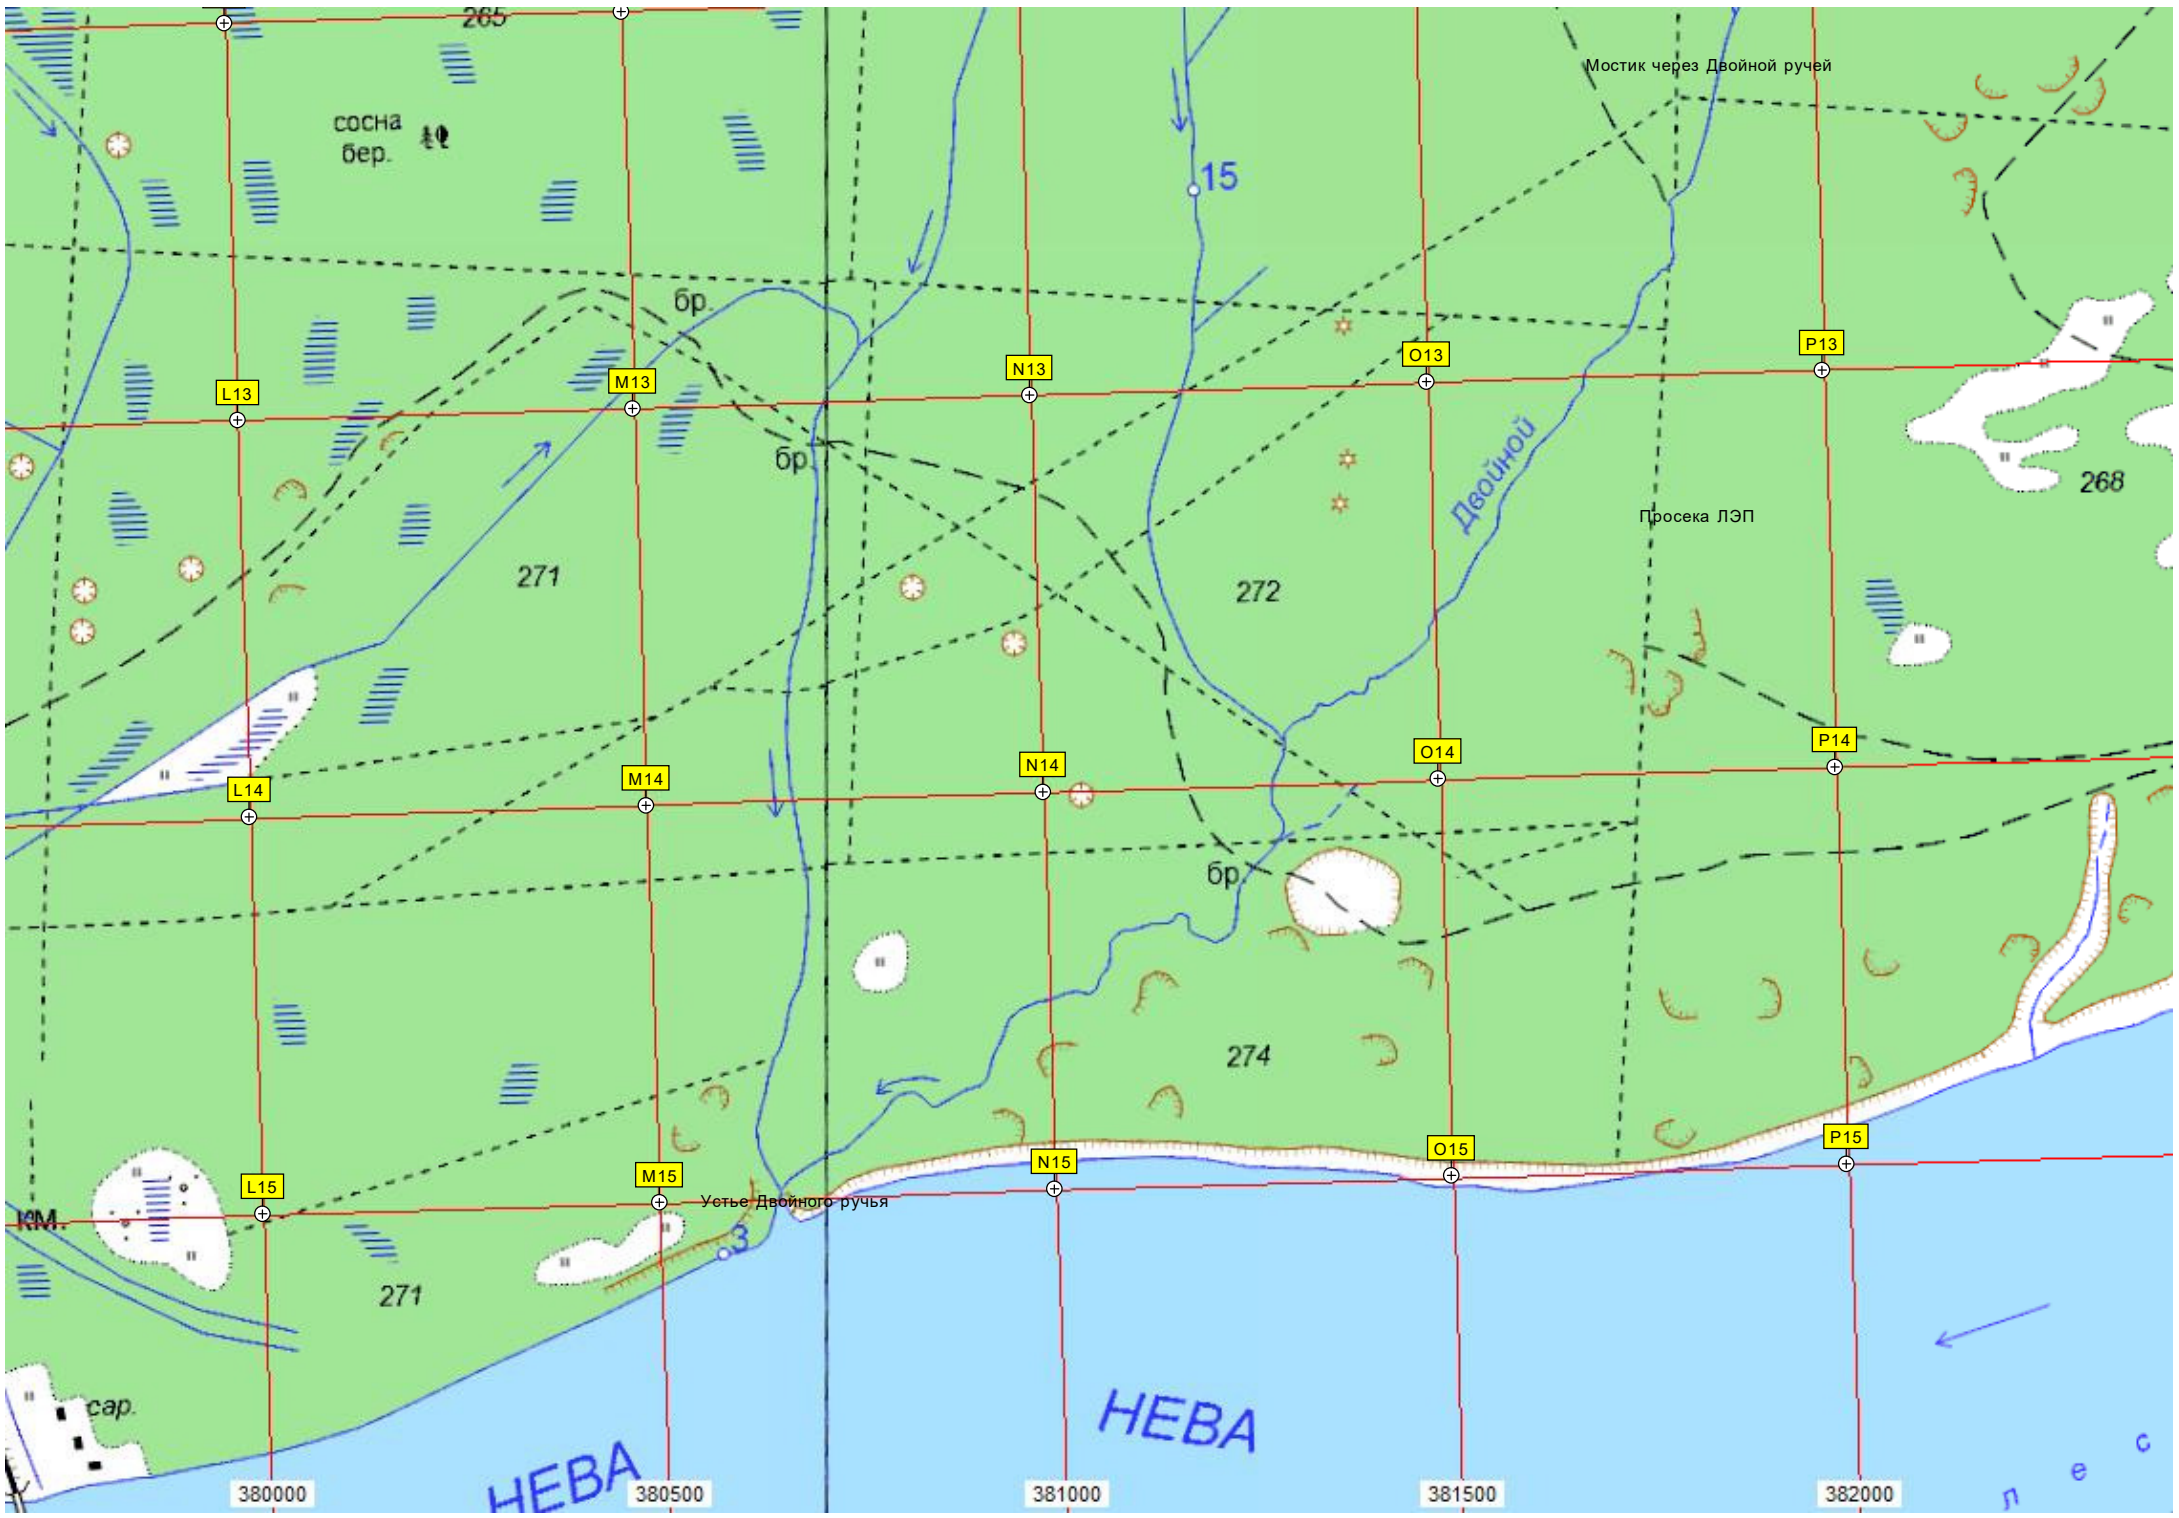 265
Мостик через Двойной ручей
сосна
бер.
15
бр.
L13
M13
N13
O13
P13
бр.
Двойной
268
Просека ЛЭП
271
272
L14
M14
N14
O14
P14
бр.
274
L15
M15
N15
O15
P15
Устье Двойного ручья
км.
3
271
сар.
НЕВА
НЕВА
л е с
380000
380500
381000
381500
382000